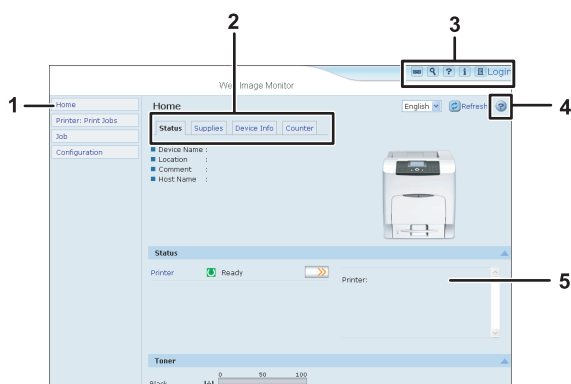 2
3
Login
Web Image Monitor
1
Home
Printer: Print Jobs
Job
Configuration
Home
English
Refresh
4
Status
Supplies
Device Info
Counter
Device Name :
Location :
Comment :
Host Name :
Status
Printer
Ready
Printer:
5
Toner
0 50 100
Black